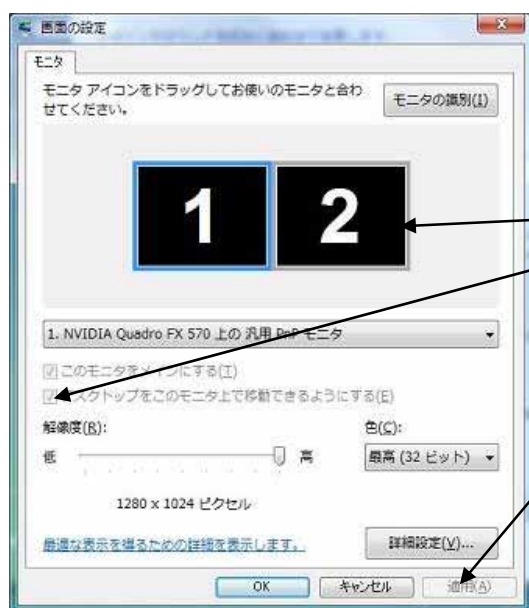 画面の設定
モニタ
モニタ アイコンをドラッグしてお使いのモニタと合わ
せてください。
モニタの識別(I)
1
2
1. NVIDIA Quadro FX 570 上の 汎用 PnP モニタ
このモニタをメインにする(T)
デスクトップをこのモニタ上で移動できるようにする(E)
解像度(R):
色(C):
低
高
最高 (32 ビット)
1280 x 1024 ピクセル
最適な表示を得るための詳細を表示します。
詳細設定(V)...
OK
キャンセル
適用(A)